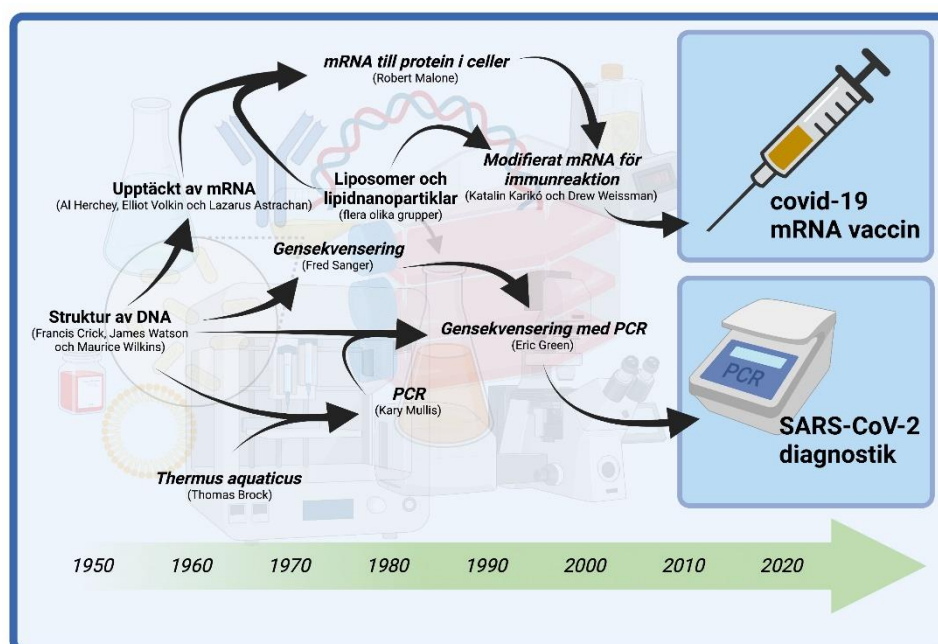 mRNA till protein i celler
(Robert Malone)
Upptäckt av mRNA
(Al Herchey, Elliot Volkin och Lazarus Astrachan)
Liposomer och
lipidnanopartiklar
(flera olika grupper)
Modifierat mRNA för
immunreaktion
(Katalin Karikó och Drew Weissman)
covid-19
mRNA vaccin
Gensekvensering
(Fred Sanger)
Struktur av DNA
(Francis Crick, James Watson
och Maurice Wilkins)
Gensekvensering med PCR
(Eric Green)
PCR
(Kary Mullis)
PCR
SARS-CoV-2
diagnostik
Thermus aquaticus
(Thomas Brock)
1950 1960 1970 1980 1990 2000 2010 2020